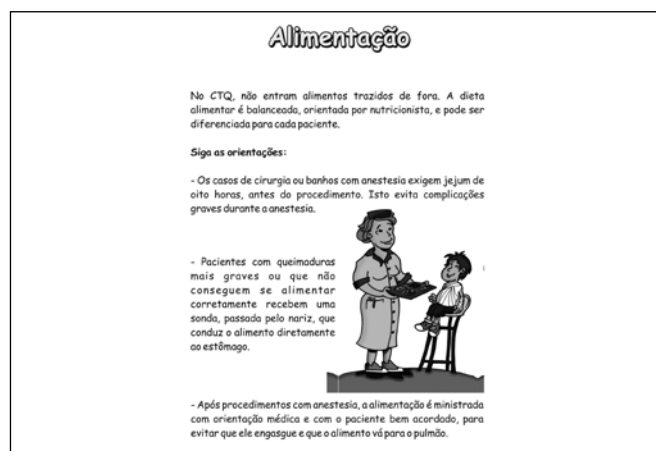 Alimentação
No CTQ, não entram alimentos trazidos de fora. A dieta
alimentar é balanceada, orientada por nutricionista, e pode ser
diferenciada para cada paciente.
Siga as orientações:
- Os casos de cirurgia ou banhos com anestesia exigem jejum de
oito horas, antes do procedimento. Isto evita complicações
graves durante a anestesia.
- Pacientes com queimaduras
mais graves ou que não
conseguem se alimentar
corretamente recebem uma
sonda, passada pelo nariz, que
conduz o alimento diretamente
ao estômago.
- Após procedimentos com anestesia, a alimentação é ministrada
com orientação médica e com o paciente bem acordado, para
evitar que ele engasgue e que o alimento vá para o pulmão.